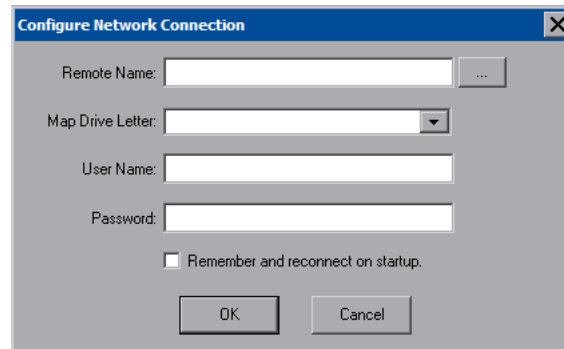 Configure Network Connection
Remote Name:
...
Map Drive Letter:
User Name:
Password:
Remember and reconnect on startup.
OK
Cancel